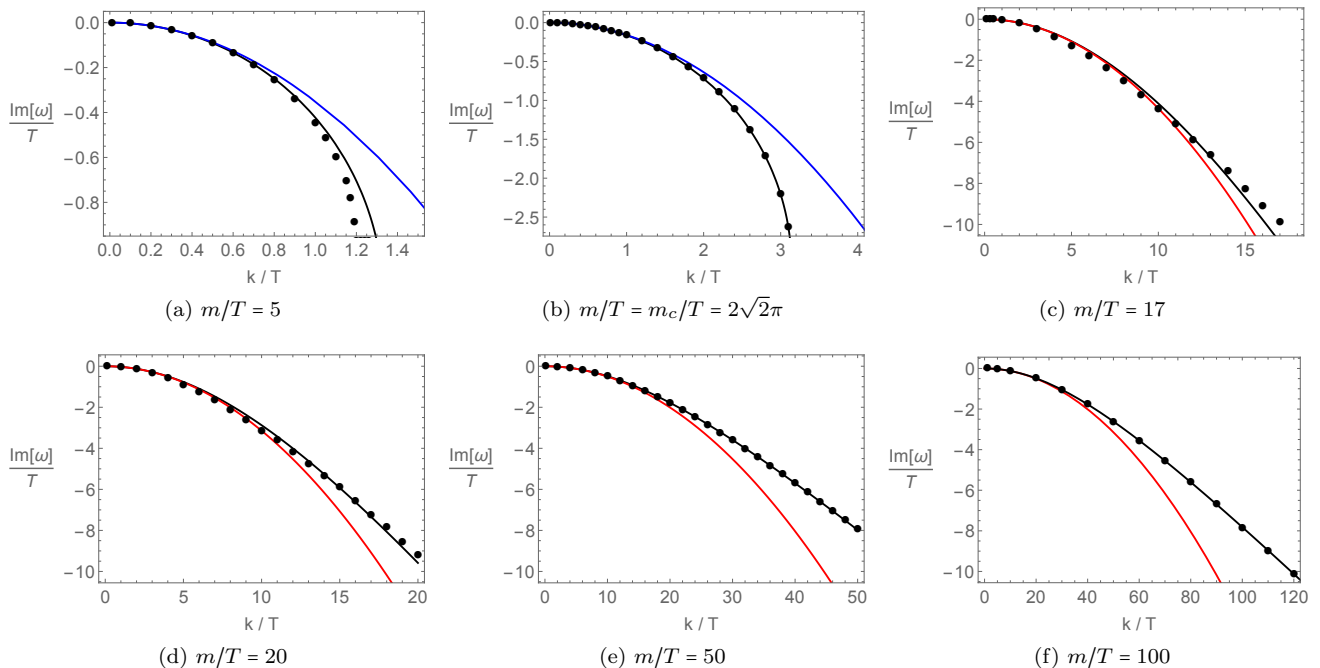 0.0
−0.2
−0.4
−0.6
−0.8
Im[ω]
T
0.0 0.2 0.4 0.6 0.8 1.0 1.2 1.4
k / T
(a) m/T = 5
0.0
−0.5
−1.0
−1.5
−2.0
−2.5
Im[ω]
T
0 1 2 3 4
k / T
(b) m/T = m_c/T = 2√2π
0
−2
−4
−6
−8
−10
Im[ω]
T
0 5 10 15
k / T
(c) m/T = 17
0
−2
−4
−6
−8
−10
Im[ω]
T
0 5 10 15 20
k / T
(d) m/T = 20
0
−2
−4
−6
−8
−10
Im[ω]
T
0 10 20 30 40 50
k / T
(e) m/T = 50
0
−2
−4
−6
−8
−10
Im[ω]
T
0 20 40 60 80 100 120
k / T
(f) m/T = 100